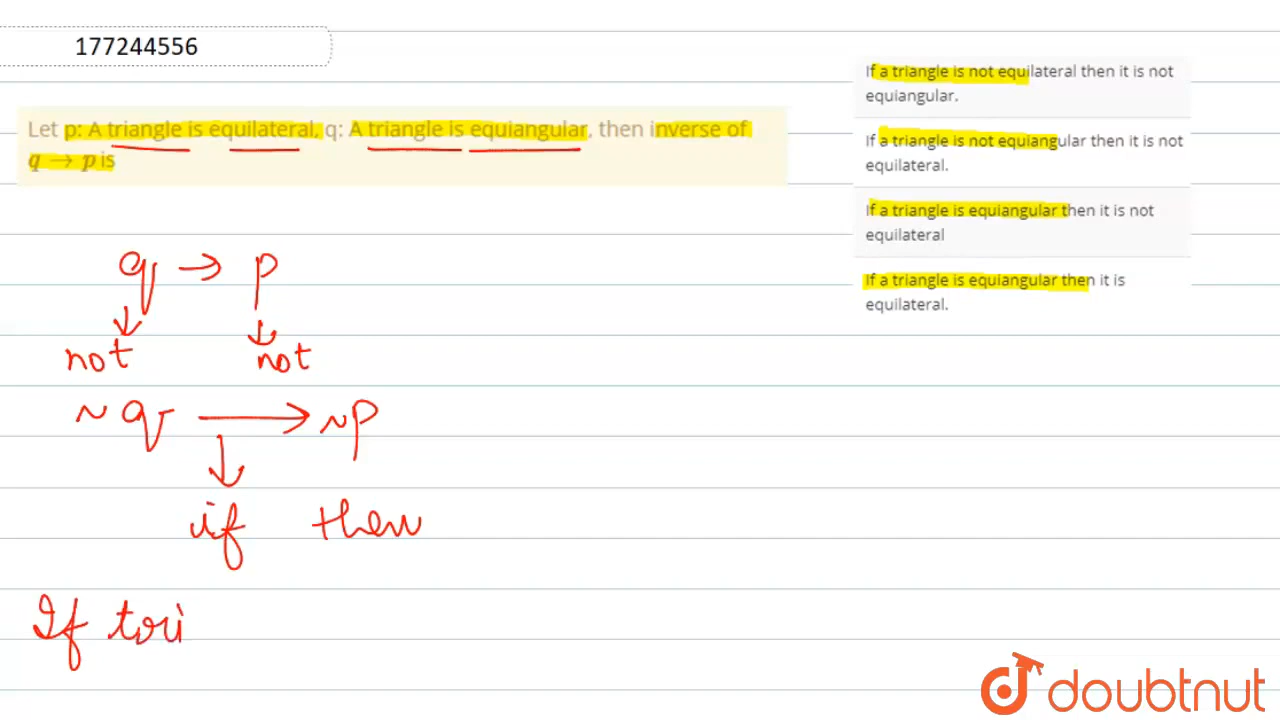 177244556
Let p: A triangle is equilateral, q: A triangle is equiangular, then inverse of
q → p is
If a triangle is not equilateral then it is not
equiangular.
If a triangle is not equiangular then it is not
equilateral.
If a triangle is equiangular then it is not
equilateral
If a triangle is equiangular then it is
equilateral.
q → p
↓ ↓
not not
~q → ~p
↓
if then
If tri
doubtnut